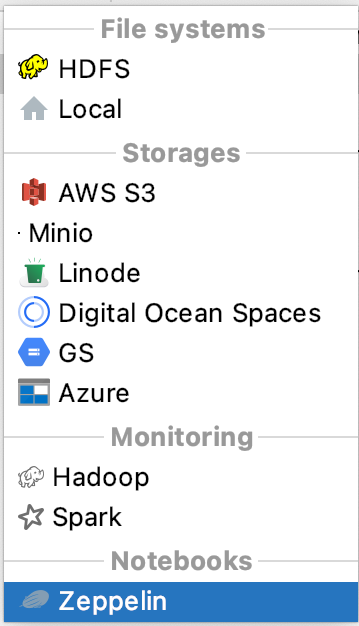 File systems
HDFS
Local
Storages
AWS S3
Minio
Linode
Digital Ocean Spaces
GS
Azure
Monitoring
Hadoop
Spark
Notebooks
Zeppelin